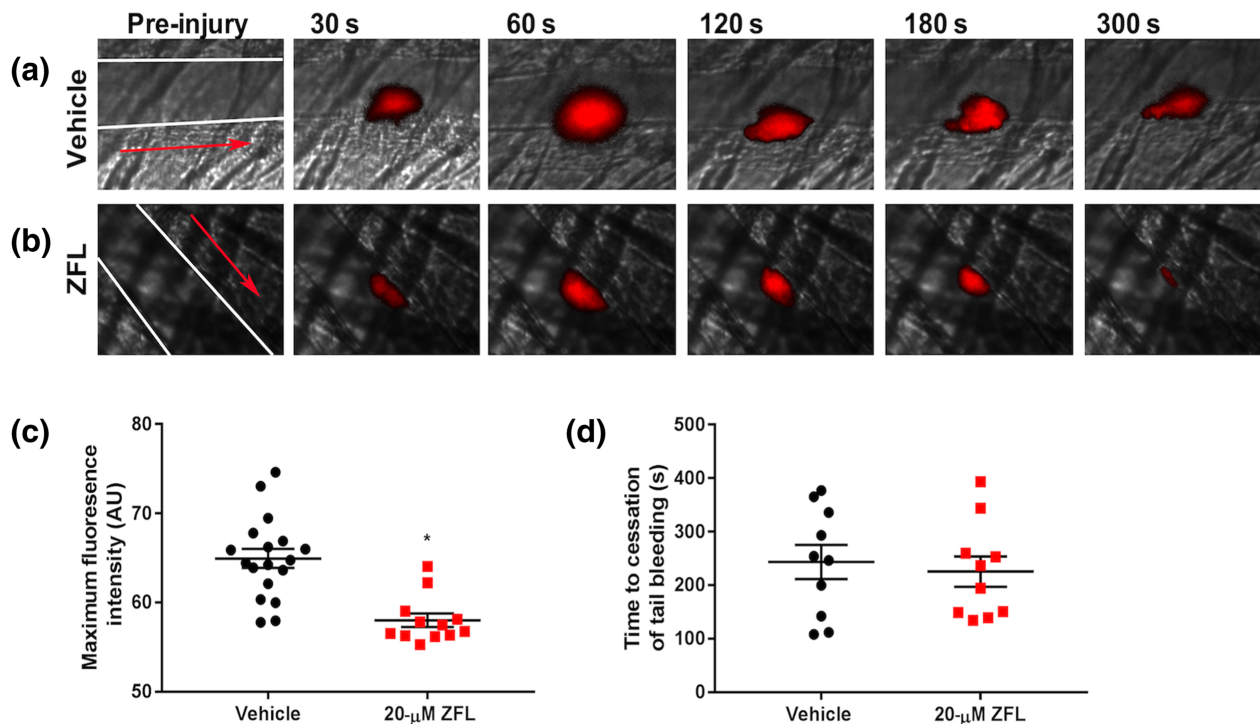 Pre-injury 30 s 60 s 120 s 180 s 300 s
(a) Vehicle
(b) ZFL
(c)
Maximum fluoresence
intensity (AU)
80
70
60
50
*
Vehicle 20-μM ZFL
(d)
Time to cessation
of tail bleeding (s)
500
400
300
200
100
0
Vehicle 20-μM ZFL